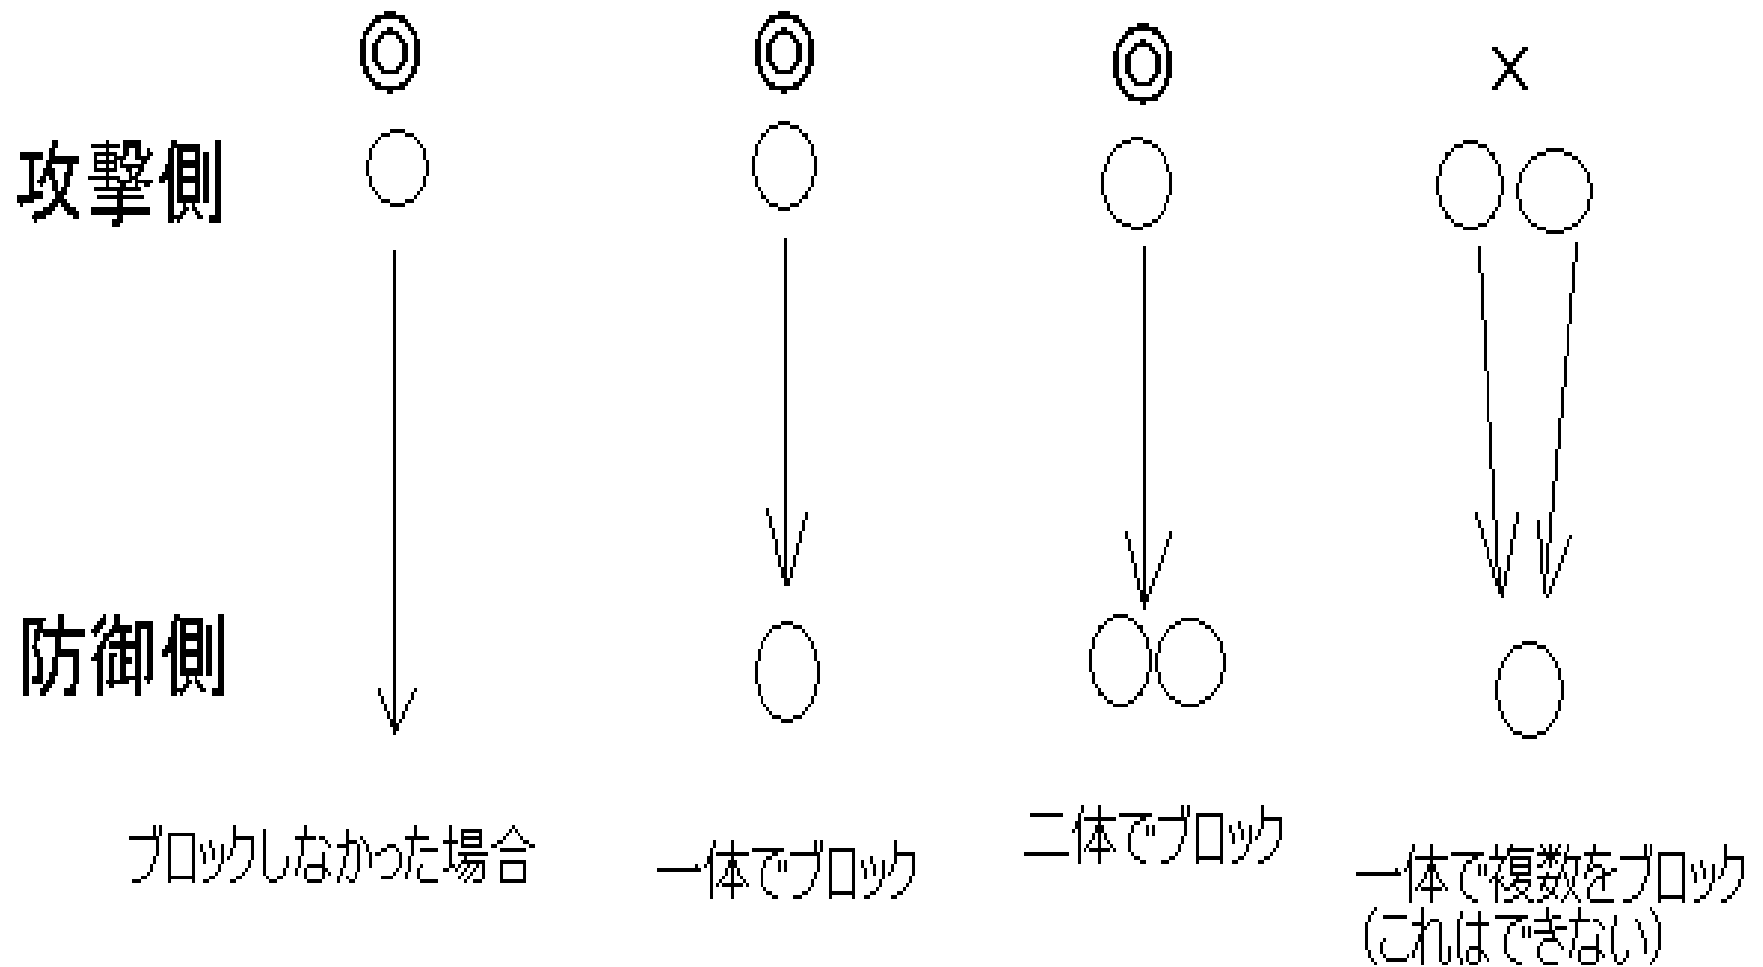 ◎
◎
◎
×
攻撃側
防御側
ブロックしなかった場合
一体でブロック
二体でブロック
一体で複数をブロック
(これはできない)